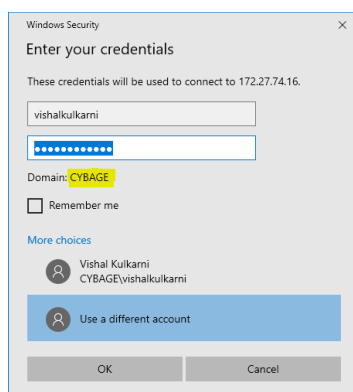 Windows Security
Enter your credentials
These credentials will be used to connect to 172.27.74.16.
vishalkulkarni
●●●●●●●●●●●●
Domain: CYBAGE
Remember me
More choices
Vishal Kulkarni
CYBAGE\vishalkulkarni
Use a different account
OK Cancel